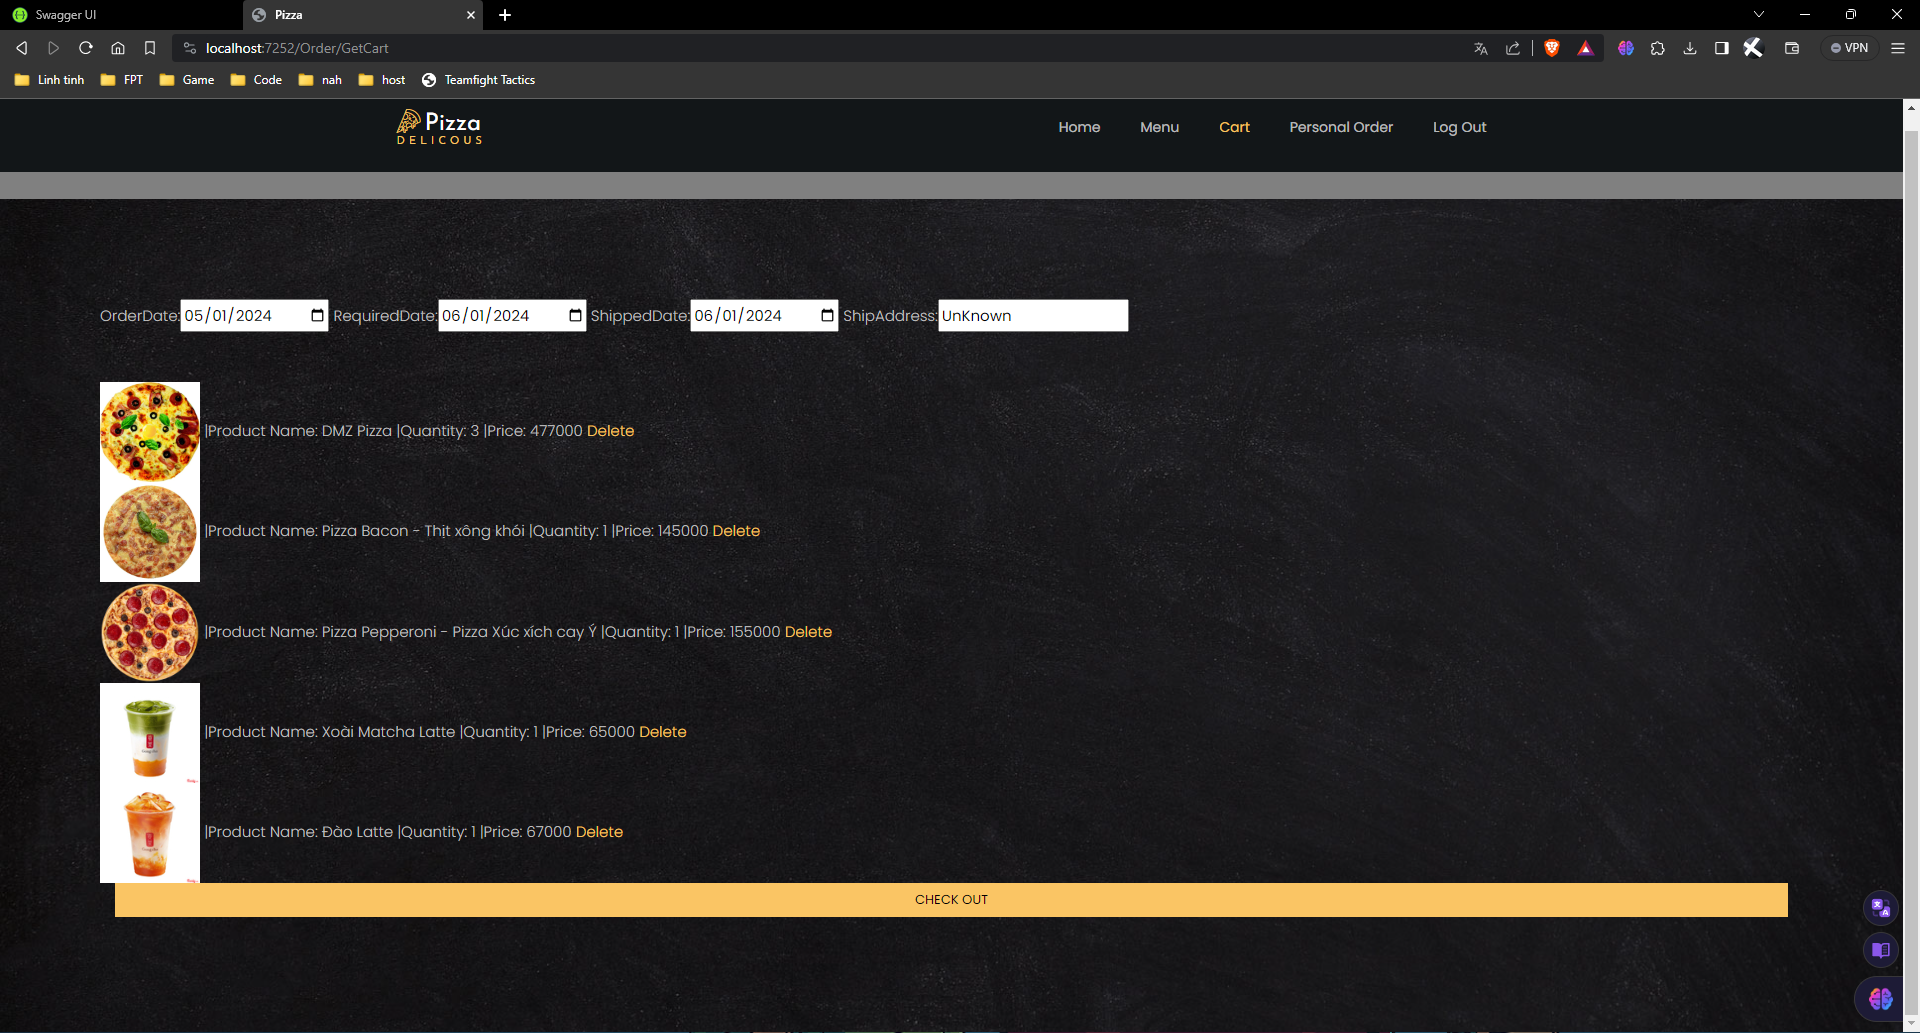 Swagger UI
Pizza
localhost:7252/Order/GetCart
VPN
Linh tinh FPT Game Code nah host Teamfight Tactics
Pizza
DELICOUS
Home Menu Cart Personal Order Log Out
OrderDate: 05/01/2024 RequiredDate: 06/01/2024 ShippedDate: 06/01/2024 ShipAddress: UnKnown
|Product Name: DMZ Pizza |Quantity: 3 |Price: 477000 Delete
|Product Name: Pizza Bacon - Thịt xông khói |Quantity: 1 |Price: 145000 Delete
|Product Name: Pizza Pepperoni - Pizza Xúc xích cay Ý |Quantity: 1 |Price: 155000 Delete
|Product Name: Xoài Matcha Latte |Quantity: 1 |Price: 65000 Delete
|Product Name: Đào Latte |Quantity: 1 |Price: 67000 Delete
CHECK OUT